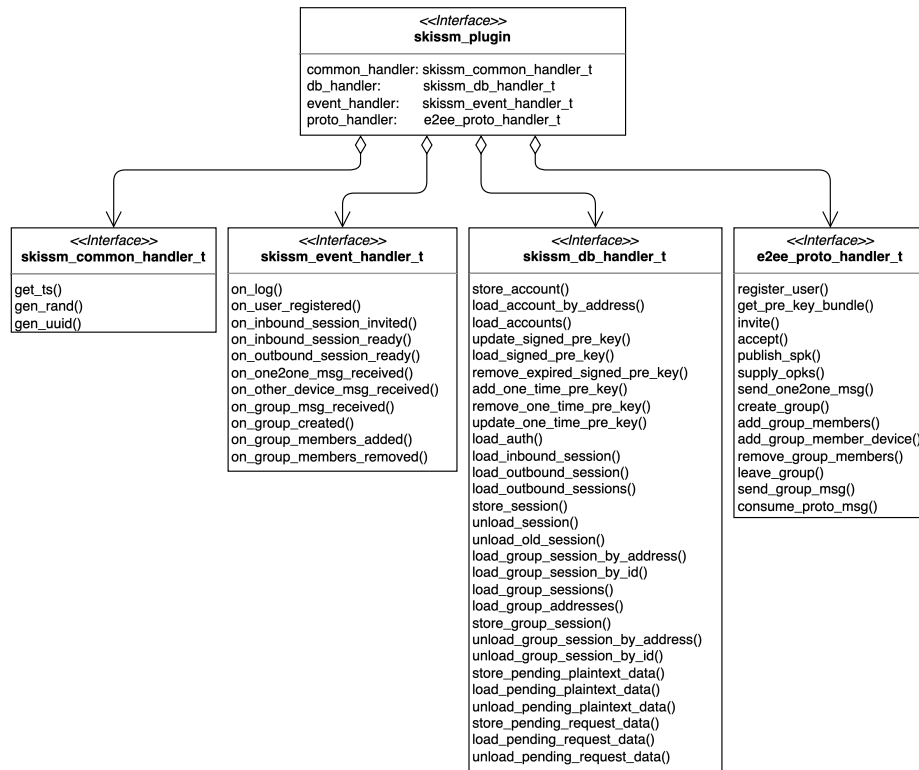 <<Interface>>
skissm_plugin
common_handler: skissm_common_handler_t
db_handler: skissm_db_handler_t
event_handler: skissm_event_handler_t
proto_handler: e2ee_proto_handler_t
<<Interface>>
skissm_common_handler_t
get_ts()
gen_rand()
gen_uuid()
<<Interface>>
skissm_event_handler_t
on_log()
on_user_registered()
on_inbound_session_invited()
on_inbound_session_ready()
on_outbound_session_ready()
on_one2one_msg_received()
on_other_device_msg_received()
on_group_msg_received()
on_group_created()
on_group_members_added()
on_group_members_removed()
<<Interface>>
skissm_db_handler_t
store_account()
load_account_by_address()
load_accounts()
update_signed_pre_key()
load_signed_pre_key()
remove_expired_signed_pre_key()
add_one_time_pre_key()
remove_one_time_pre_key()
update_one_time_pre_key()
load_auth()
load_inbound_session()
load_outbound_session()
load_outbound_sessions()
store_session()
unload_session()
unload_old_session()
load_group_session_by_address()
load_group_session_by_id()
load_group_sessions()
load_group_addresses()
store_group_session()
unload_group_session_by_address()
unload_group_session_by_id()
store_pending_plaintext_data()
load_pending_plaintext_data()
unload_pending_plaintext_data()
store_pending_request_data()
load_pending_request_data()
unload_pending_request_data()
<<Interface>>
e2ee_proto_handler_t
register_user()
get_pre_key_bundle()
invite()
accept()
publish_spk()
supply_opks()
send_one2one_msg()
create_group()
add_group_members()
add_group_member_device()
remove_group_members()
leave_group()
send_group_msg()
consume_proto_msg()